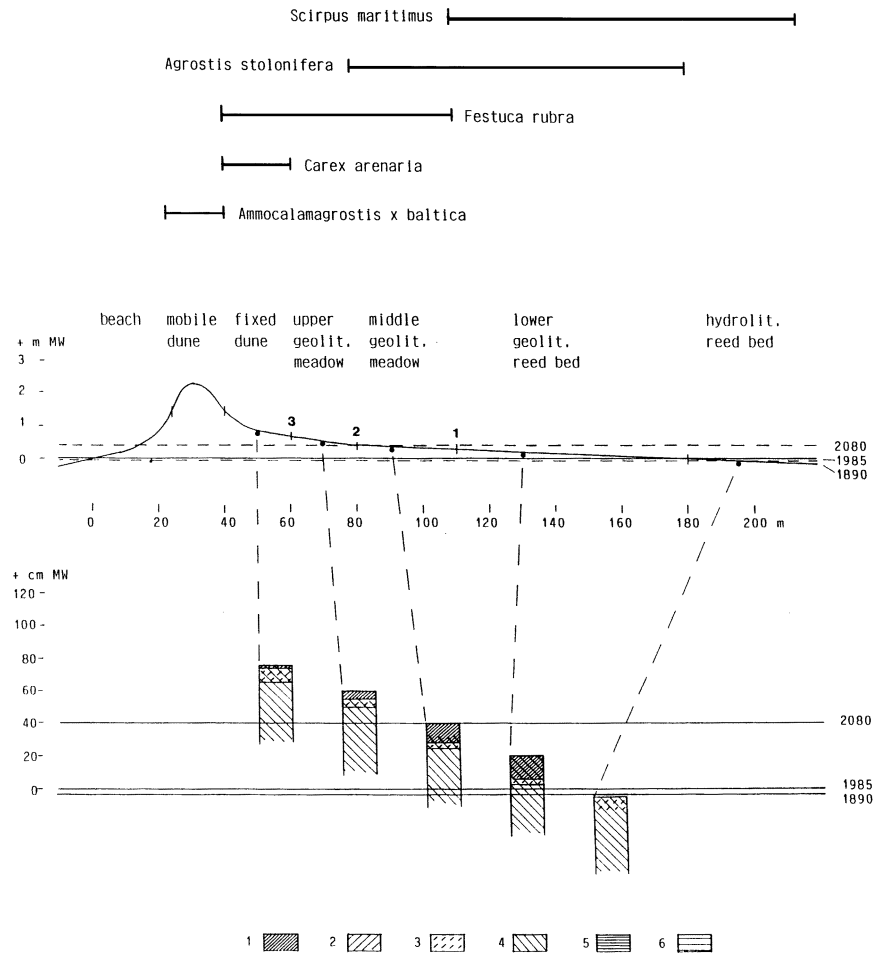 Scirpus maritimus
Agrostis stolonifera
Festuca rubra
Carex arenaria
Ammocalamagrostis x baltica
beach mobile fixed upper middle lower hydrolit.
dune dune geolit. geolit. geolit. reed bed
meadow meadow reed bed
+ m MW
3
2
1
0
3 2 1
2080
1985
1890
0 20 40 60 80 100 120 140 160 180 200 m
+ cm MW
120
100
80
60
40
20
0
2080
1985
1890
1 2 3 4 5 6